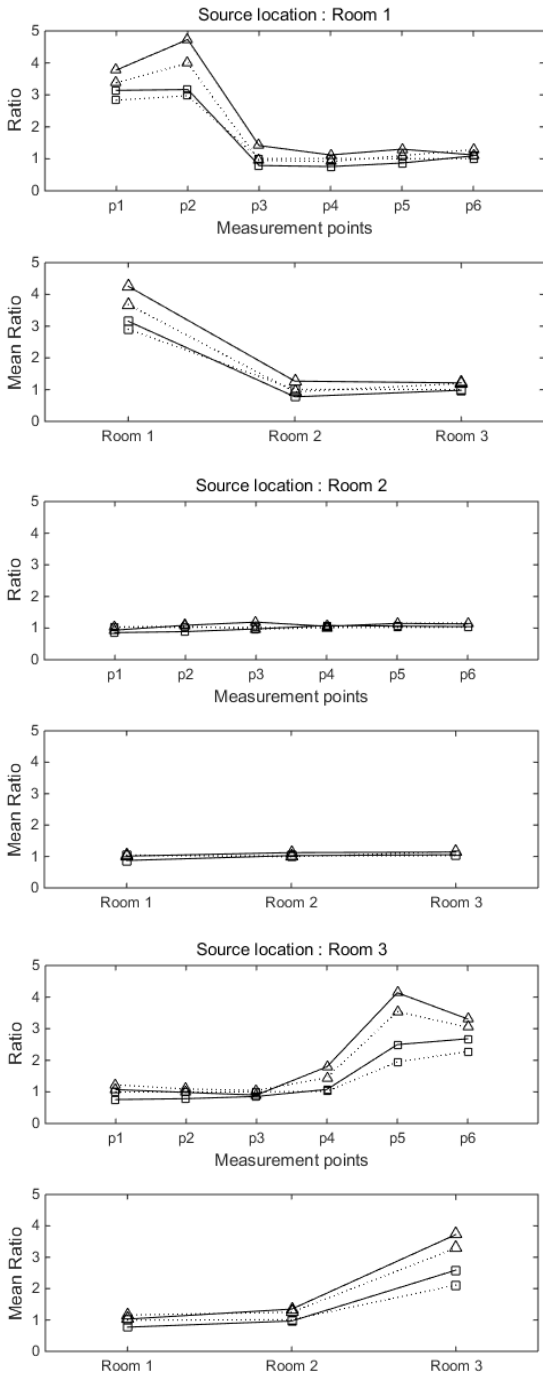 Source location : Room 1
5
4
3
2
1
0
Ratio
p1 p2 p3 p4 p5 p6
Measurement points
5
4
3
2
1
0
Mean Ratio
Room 1 Room 2 Room 3
Source location : Room 2
5
4
3
2
1
0
Ratio
p1 p2 p3 p4 p5 p6
Measurement points
5
4
3
2
1
0
Mean Ratio
Room 1 Room 2 Room 3
Source location : Room 3
5
4
3
2
1
0
Ratio
p1 p2 p3 p4 p5 p6
Measurement points
5
4
3
2
1
0
Mean Ratio
Room 1 Room 2 Room 3